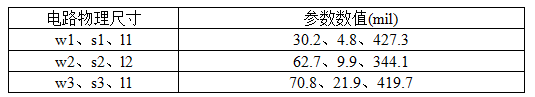 电路物理尺寸 参数数值(mil)
w1、s1、l1 30.2、4.8、427.3
w2、s2、l2 62.7、9.9、344.1
w3、s3、l1 70.8、21.9、419.7